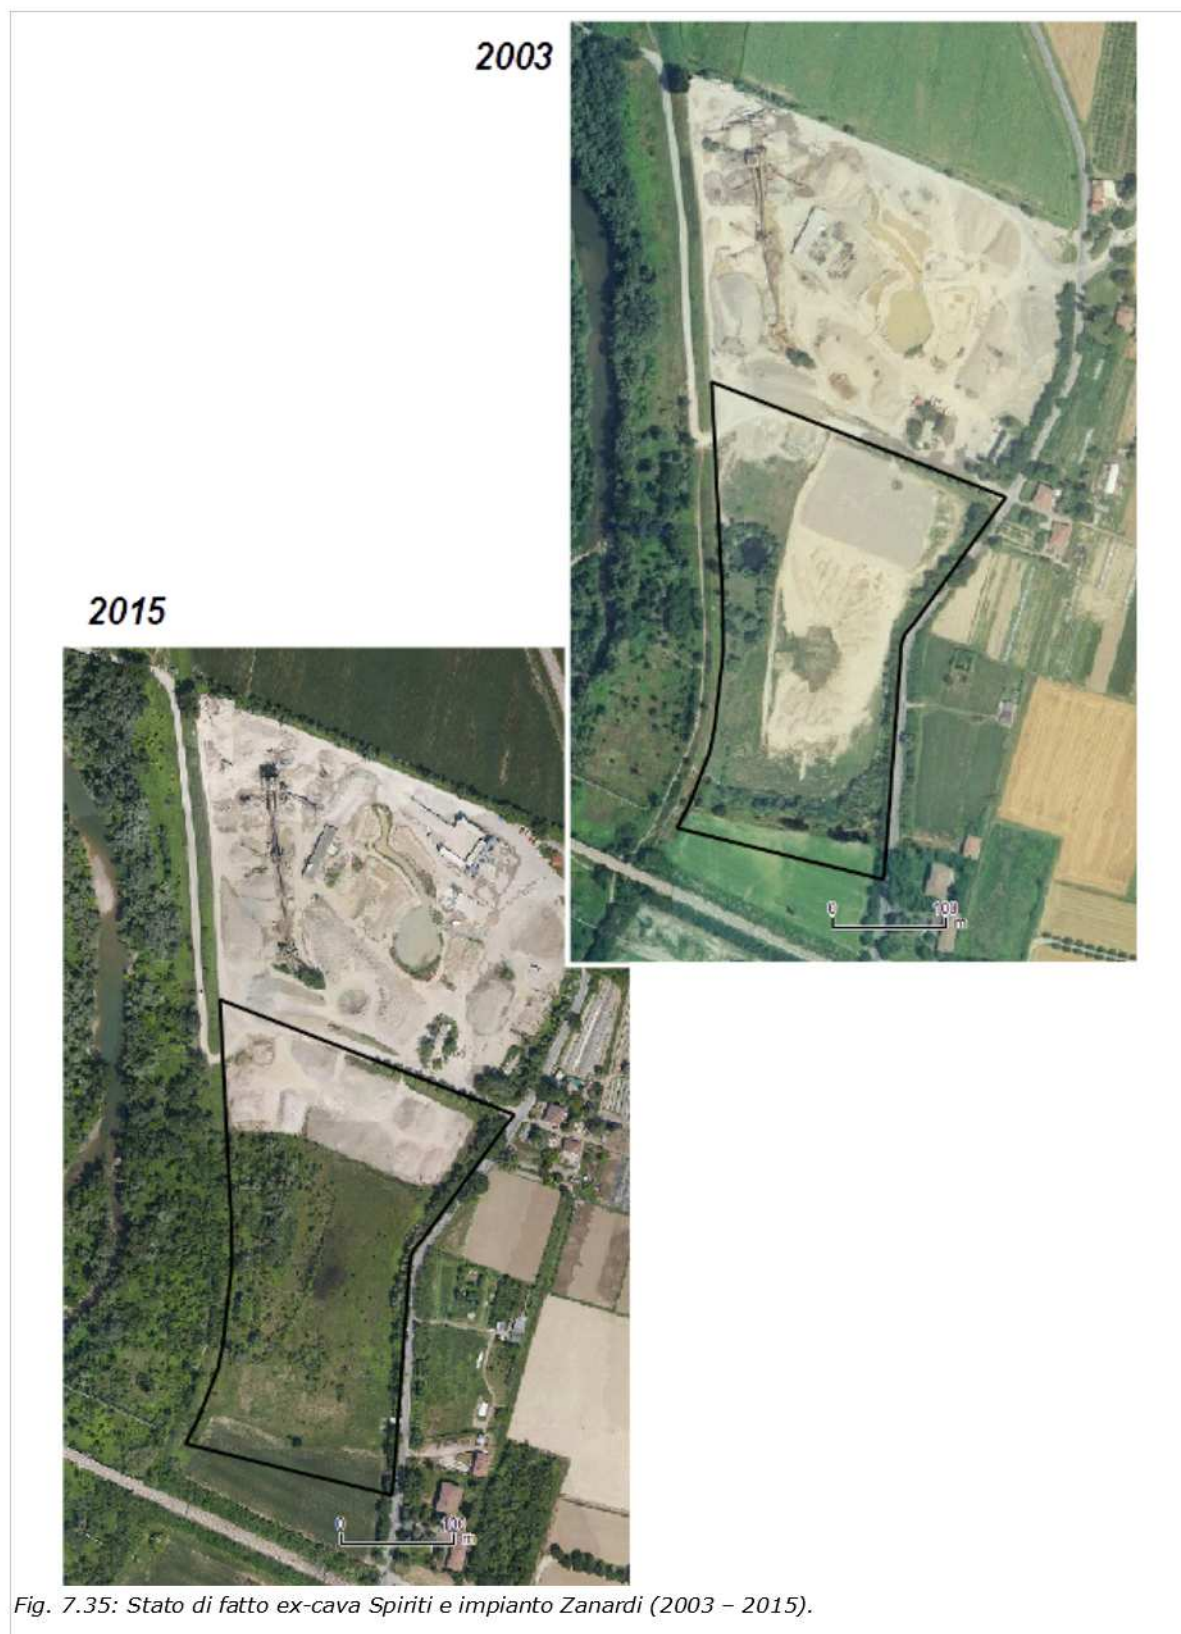 2003
0 100
m
2015
0 100
m
Fig. 7.35: Stato di fatto ex-cava Spiriti e impianto Zanardi (2003 – 2015).